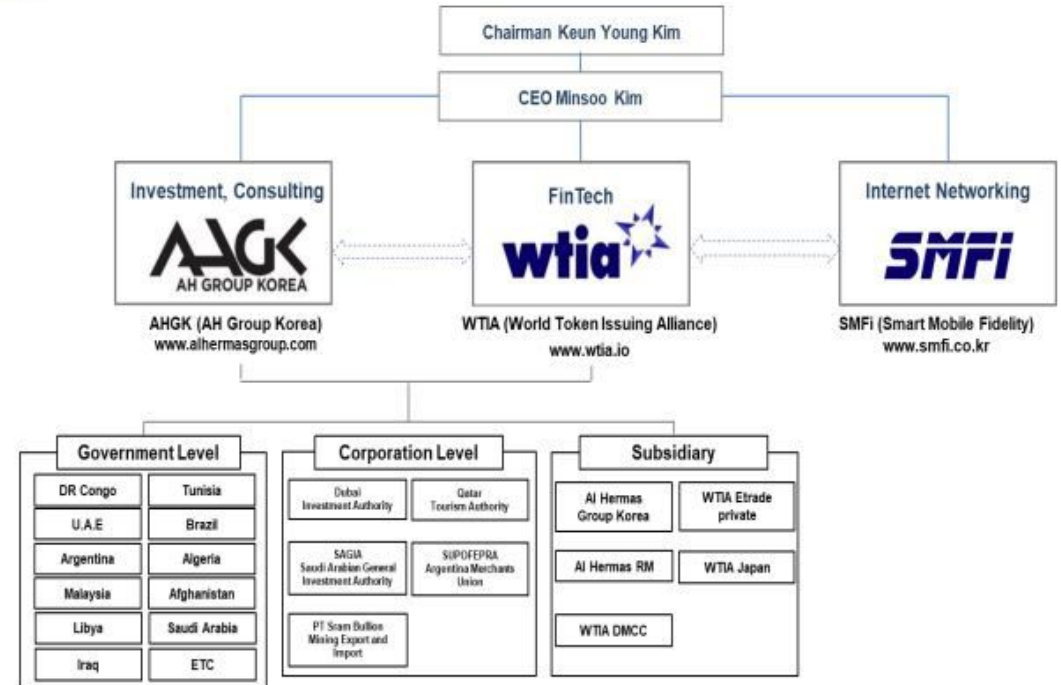 Chairman Keun Young Kim
CEO Minsoo Kim
Investment, Consulting
AHGK
AH GROUP KOREA
AHGK (AH Group Korea)
www.alhermasgroup.com
FinTech
wtia
WTIA (World Token Issuing Alliance)
www.wtia.io
Internet Networking
SMFi
SMFi (Smart Mobile Fidelity)
www.smfi.co.kr
Government Level
DR Congo
Tunisia
U.A.E
Brazil
Argentina
Algeria
Malaysia
Afghanistan
Libya
Saudi Arabia
Iraq
ETC
Corporation Level
Dubai
Investment Authority
Qatar
Tourism Authority
SAGIA
Saudi Arabian General
Investment Authority
SUPOFEPRA
Argentina Merchants
Union
PT Sram Bullion
Mining Export and
Import
Subsidiary
Al Hermas
Group Korea
WTIA Etrade
private
Al Hermas RM
WTIA Japan
WTIA DMCC